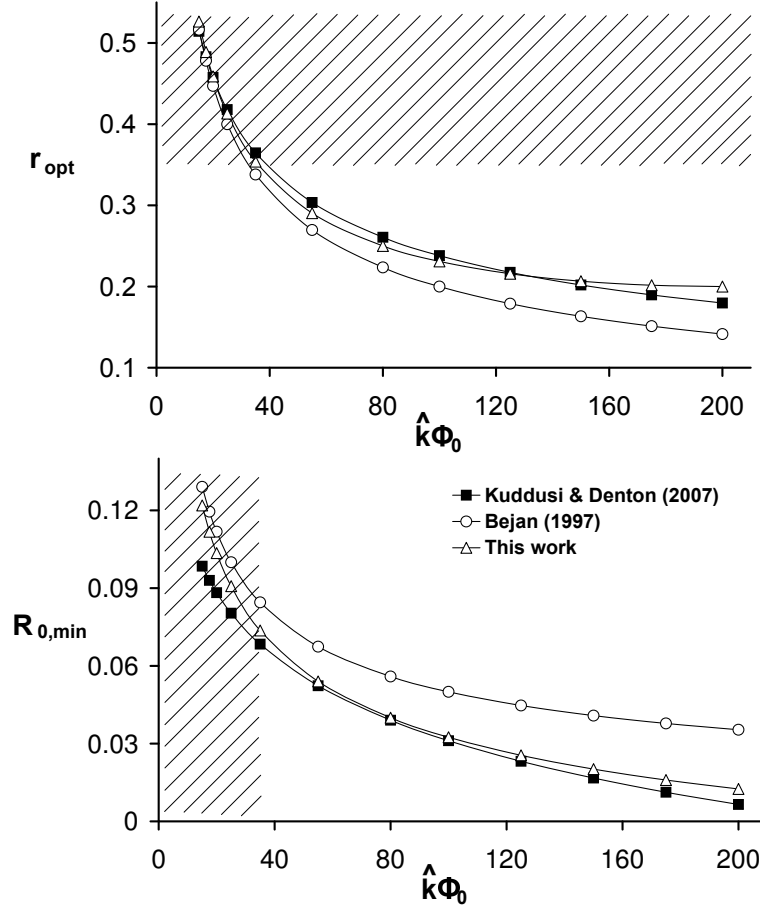 0.5
0.4
r opt
0.3
0.2
0.1
0 40 80 120 160 200
k̂Φ0
0.12
Kuddusi & Denton (2007)
Bejan (1997)
This work
0.09
R 0,min
0.06
0.03
0
0 40 80 120 160 200
k̂Φ0